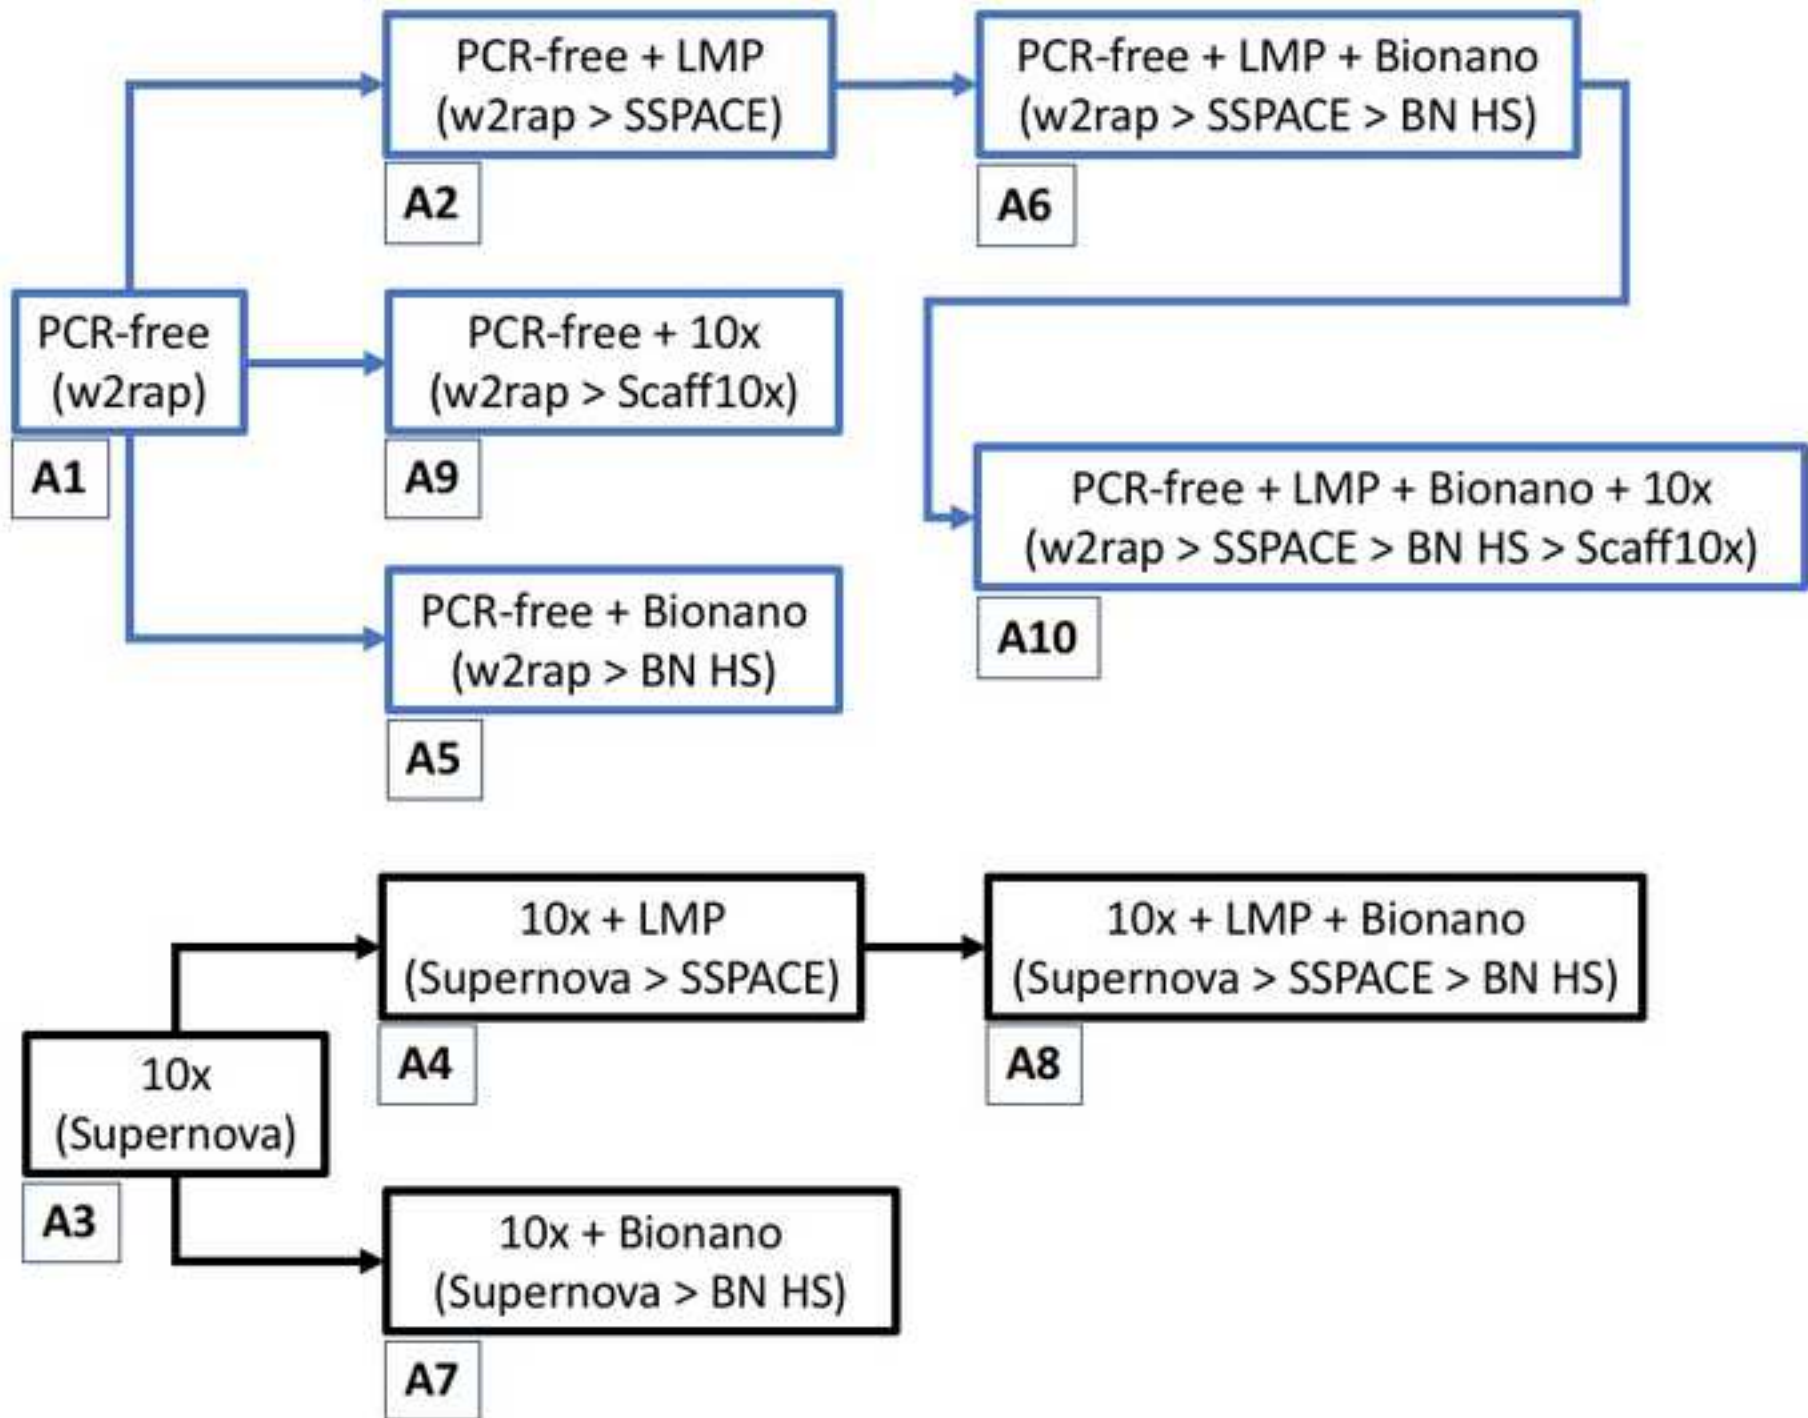 PCR-free + LMP
(w2rap > SSPACE)
A2
PCR-free + LMP + Bionano
(w2rap > SSPACE > BN HS)
A6
PCR-free
(w2rap)
A1
PCR-free + 10x
(w2rap > Scaff10x)
A9
PCR-free + LMP + Bionano + 10x
(w2rap > SSPACE > BN HS > Scaff10x)
A10
PCR-free + Bionano
(w2rap > BN HS)
A5
10x + LMP
(Supernova > SSPACE)
A4
10x + LMP + Bionano
(Supernova > SSPACE > BN HS)
A8
10x
(Supernova)
A3
10x + Bionano
(Supernova > BN HS)
A7